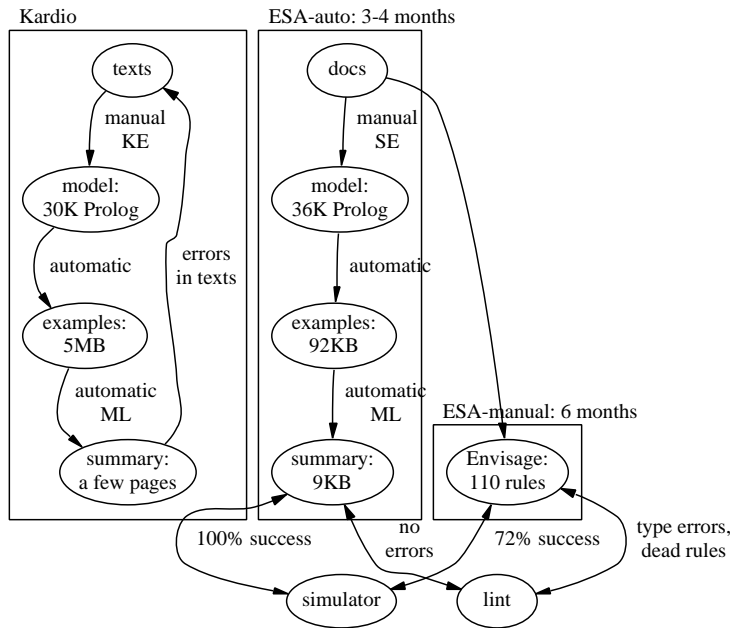 Kardio
texts
manual
KE
model:
30K Prolog
automatic
errors
in texts
examples:
5MB
automatic
ML
summary:
a few pages
ESA-auto: 3-4 months
docs
manual
SE
model:
36K Prolog
automatic
examples:
92KB
automatic
ML
summary:
9KB
ESA-manual: 6 months
Envisage:
110 rules
100% success
no
errors
72% success
type errors,
dead rules
simulator
lint